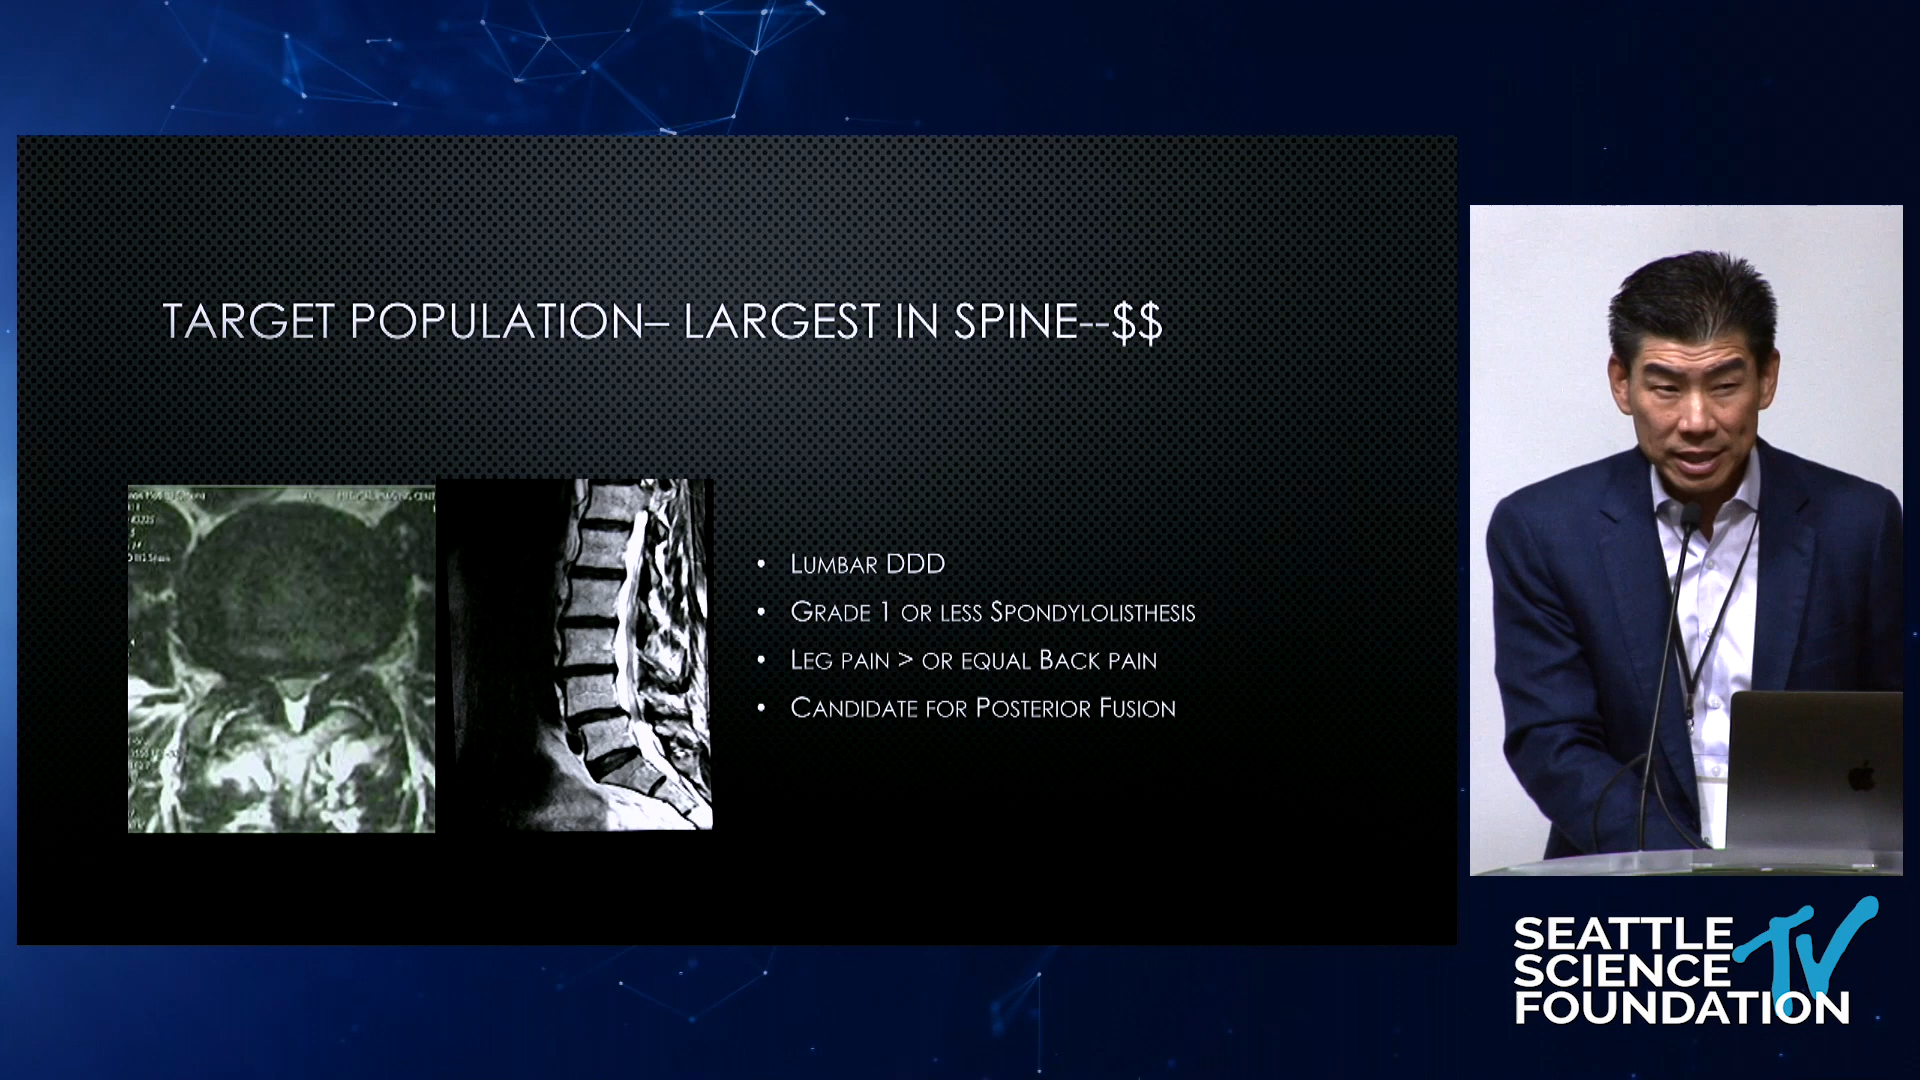 TARGET POPULATION– LARGEST IN SPINE--$$
• LUMBAR DDD
• GRADE 1 OR LESS SPONDYLOLISTHESIS
• LEG PAIN > OR EQUAL BACK PAIN
• CANDIDATE FOR POSTERIOR FUSION
SEATTLE
SCIENCE
FOUNDATION
TV